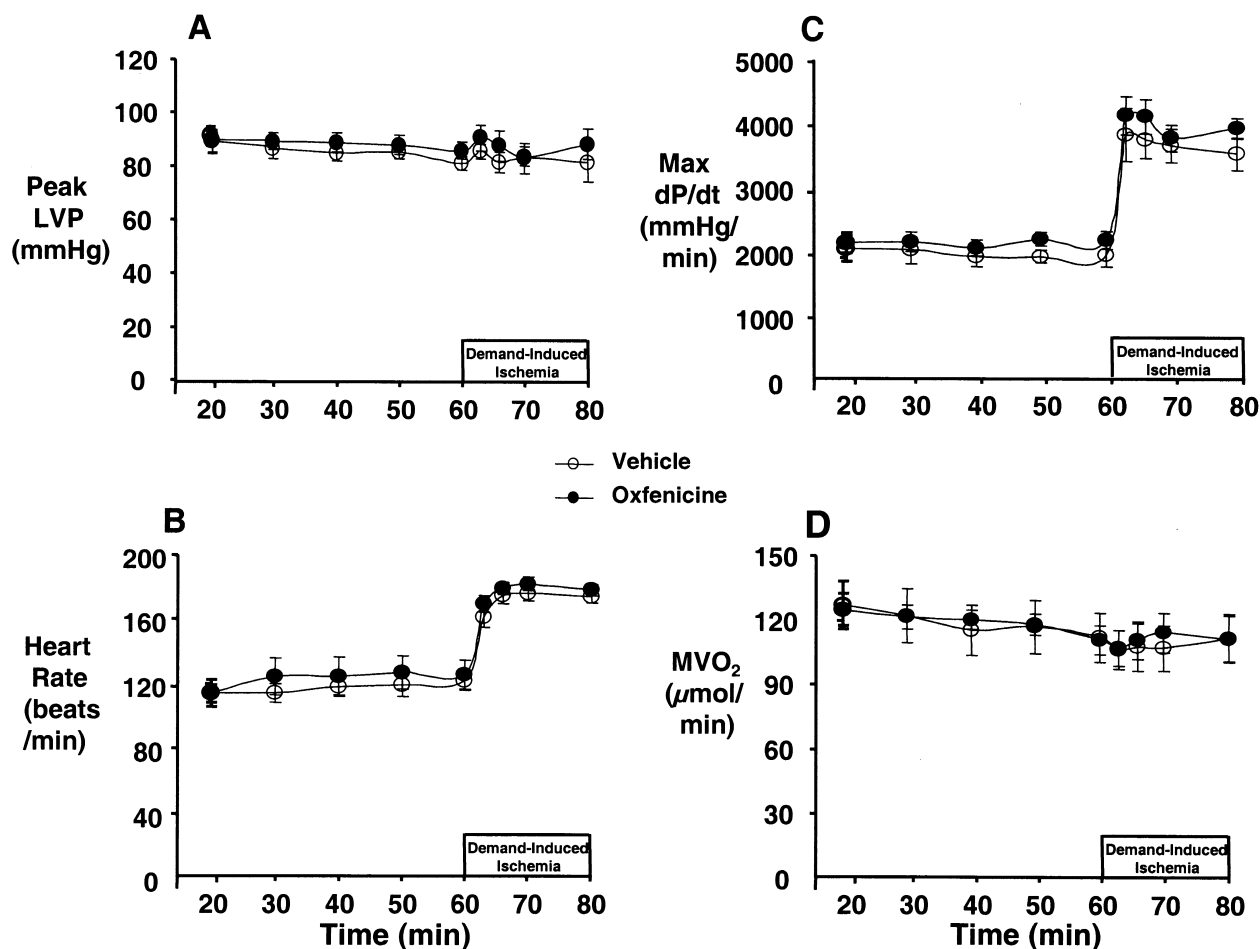 A
120
100
80
60
40
20
0
Peak
LVP
(mmHg)
Demand-Induced
Ischemia
20 30 40 50 60 70 80
C
5000
4000
3000
2000
1000
0
Max
dP/dt
(mmHg/
min)
Demand-Induced
Ischemia
20 30 40 50 60 70 80
Vehicle
Oxfenicine
B
200
160
120
80
40
0
Heart
Rate
(beats
/min)
Demand-Induced
Ischemia
20 30 40 50 60 70 80
Time (min)
D
150
120
90
60
30
0
MVO₂
(µmol/
min)
Demand-Induced
Ischemia
20 30 40 50 60 70 80
Time (min)